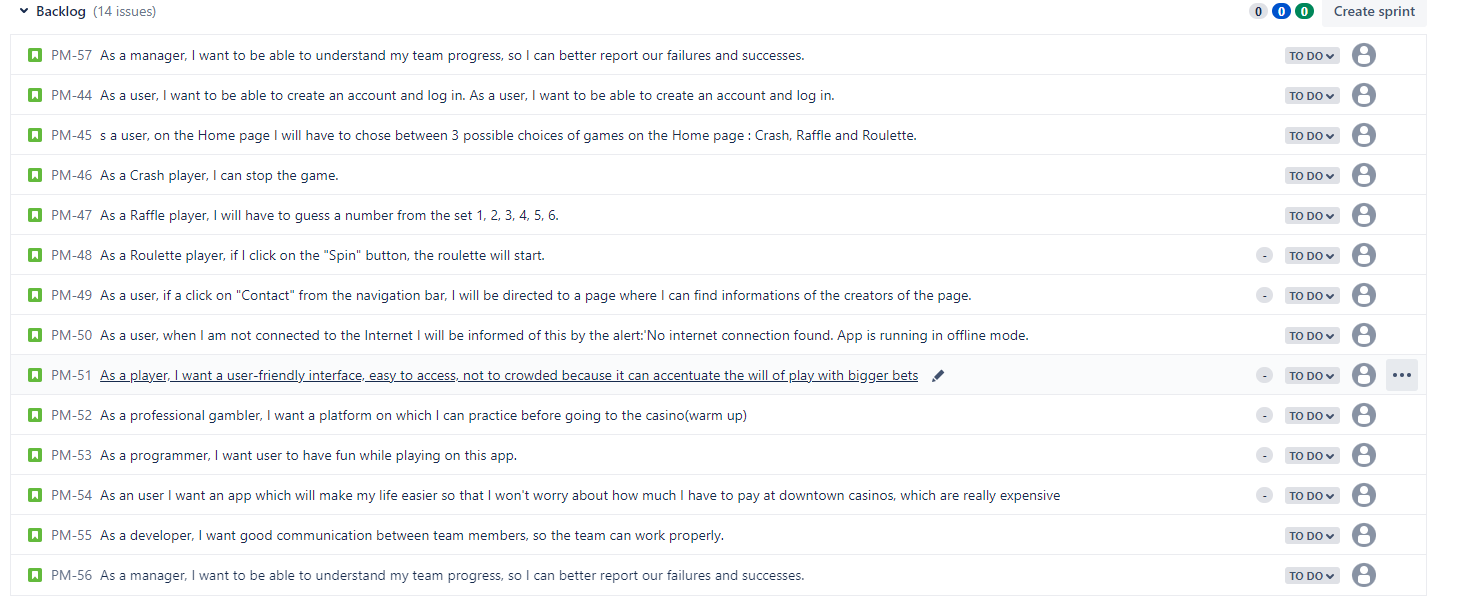 Backlog (14 issues) 0 0 0 Create sprint
PM-57 As a manager, I want to be able to understand my team progress, so I can better report our failures and successes. TO DO
PM-44 As a user, I want to be able to create an account and log in. As a user, I want to be able to create an account and log in. TO DO
PM-45 s a user, on the Home page I will have to chose between 3 possible choices of games on the Home page : Crash, Raffle and Roulette. TO DO
PM-46 As a Crash player, I can stop the game. TO DO
PM-47 As a Raffle player, I will have to guess a number from the set 1, 2, 3, 4, 5, 6. TO DO
PM-48 As a Roulette player, if I click on the "Spin" button, the roulette will start. - TO DO
PM-49 As a user, if a click on "Contact" from the navigation bar, I will be directed to a page where I can find informations of the creators of the page. - TO DO
PM-50 As a user, when I am not connected to the Internet I will be informed of this by the alert:'No internet connection found. App is running in offline mode. TO DO
PM-51 As a player, I want a user-friendly interface, easy to access, not to crowded because it can accentuate the will of play with bigger bets - TO DO
PM-52 As a professional gambler, I want a platform on which I can practice before going to the casino(warm up) - TO DO
PM-53 As a programmer, I want user to have fun while playing on this app. - TO DO
PM-54 As an user I want an app which will make my life easier so that I won't worry about how much I have to pay at downtown casinos, which are really expensive - TO DO
PM-55 As a developer, I want good communication between team members, so the team can work properly. TO DO
PM-56 As a manager, I want to be able to understand my team progress, so I can better report our failures and successes. TO DO